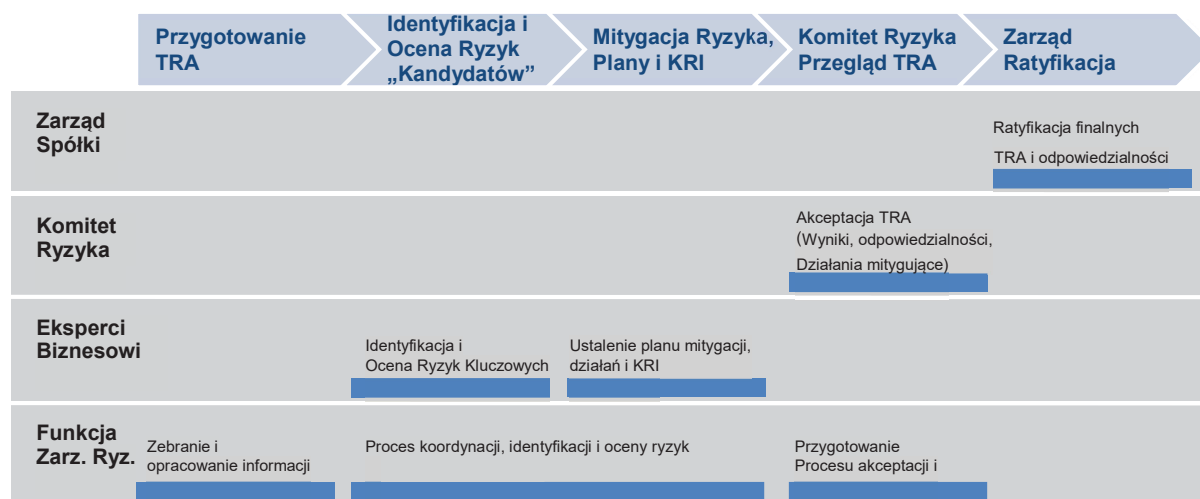 Przygotowanie
TRA
Identyfikacja i
Ocena Ryzyk
„Kandydatów”
Mitygacja Ryzyka,
Plany i KRI
Komitet Ryzyka
Przegląd TRA
Zarząd
Ratyfikacja
Zarząd
Spółki
Ratyfikacja finalnych
TRA i odpowiedzialności
Komitet
Ryzyka
Akceptacja TRA
(Wyniki, odpowiedzialności,
Działania mitygujące)
Eksperci
Biznesowi
Identyfikacja i
Ocena Ryzyk Kluczowych
Ustalenie planu mitygacji,
działań i KRI
Funkcja
Zarz. Ryz.
Zebranie i
opracowanie informacji
Proces koordynacji, identyfikacji i oceny ryzyk
Przygotowanie
Procesu akceptacji i